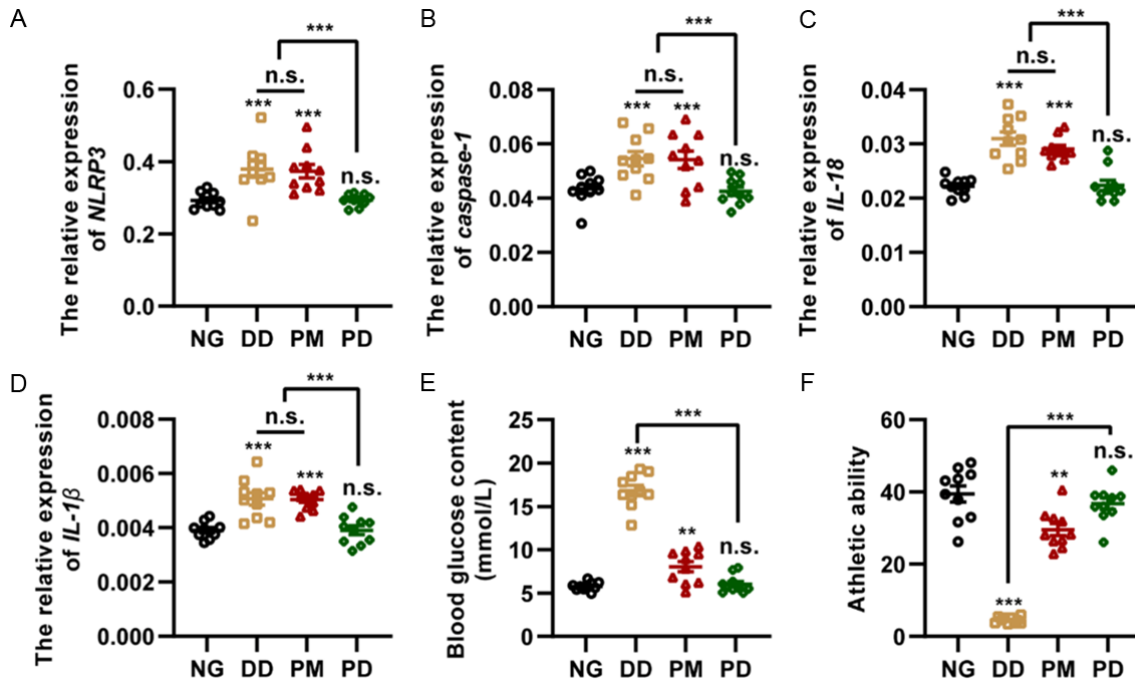 A
The relative expression
of NLRP3
0.6
0.4
0.2
0.0
***
n.s.
***
***
n.s.
NG DD PM PD
B
The relative expression
of caspase-1
0.08
0.06
0.04
0.02
0.00
***
n.s.
***
***
n.s.
NG DD PM PD
C
The relative expression
of IL-18
0.04
0.03
0.02
0.01
0.00
***
n.s.
***
***
n.s.
NG DD PM PD
D
The relative expression
of IL-1β
0.008
0.006
0.004
0.002
0.000
***
n.s.
***
***
n.s.
NG DD PM PD
E
Blood glucose content
(mmol/L)
25
20
15
10
5
0
***
***
**
n.s.
NG DD PM PD
F
Athletic ability
60
40
20
0
***
n.s.
**
***
NG DD PM PD